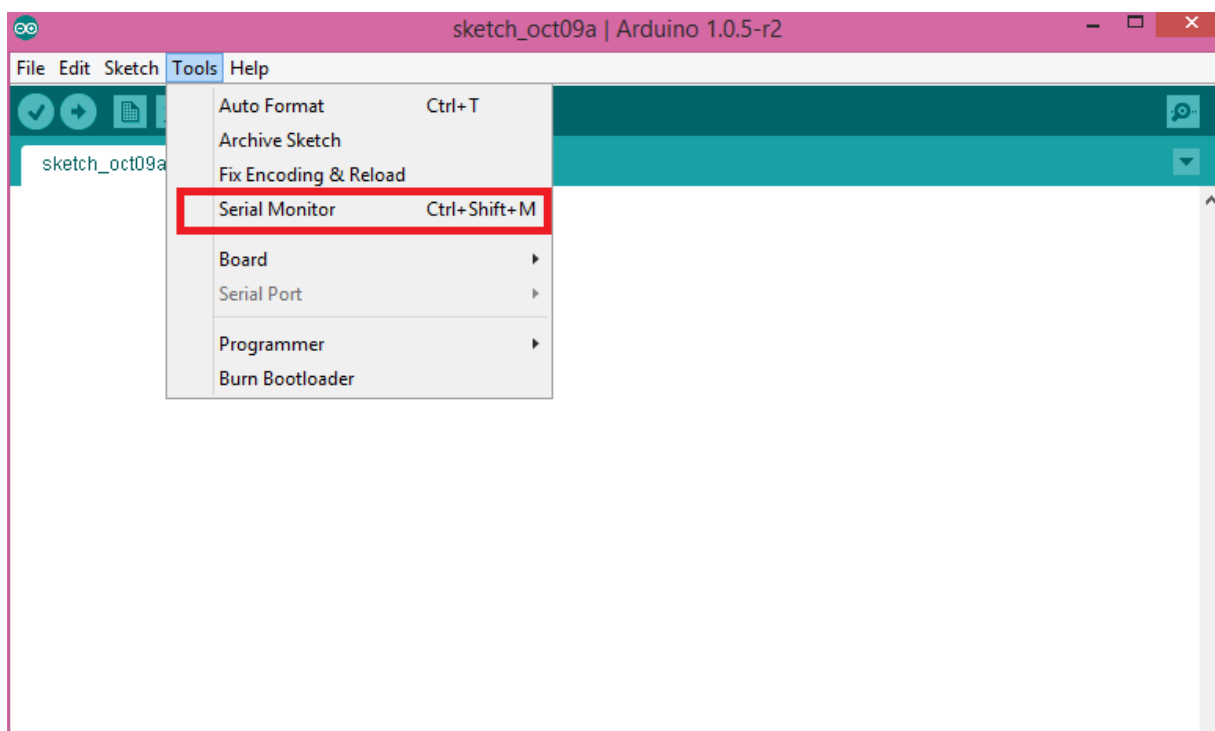 sketch_oct09a | Arduino 1.0.5-r2
File Edit Sketch Tools Help
Auto Format Ctrl+T
Archive Sketch
sketch_oct09a
Fix Encoding & Reload
Serial Monitor Ctrl+Shift+M
Board
Serial Port
Programmer
Burn Bootloader